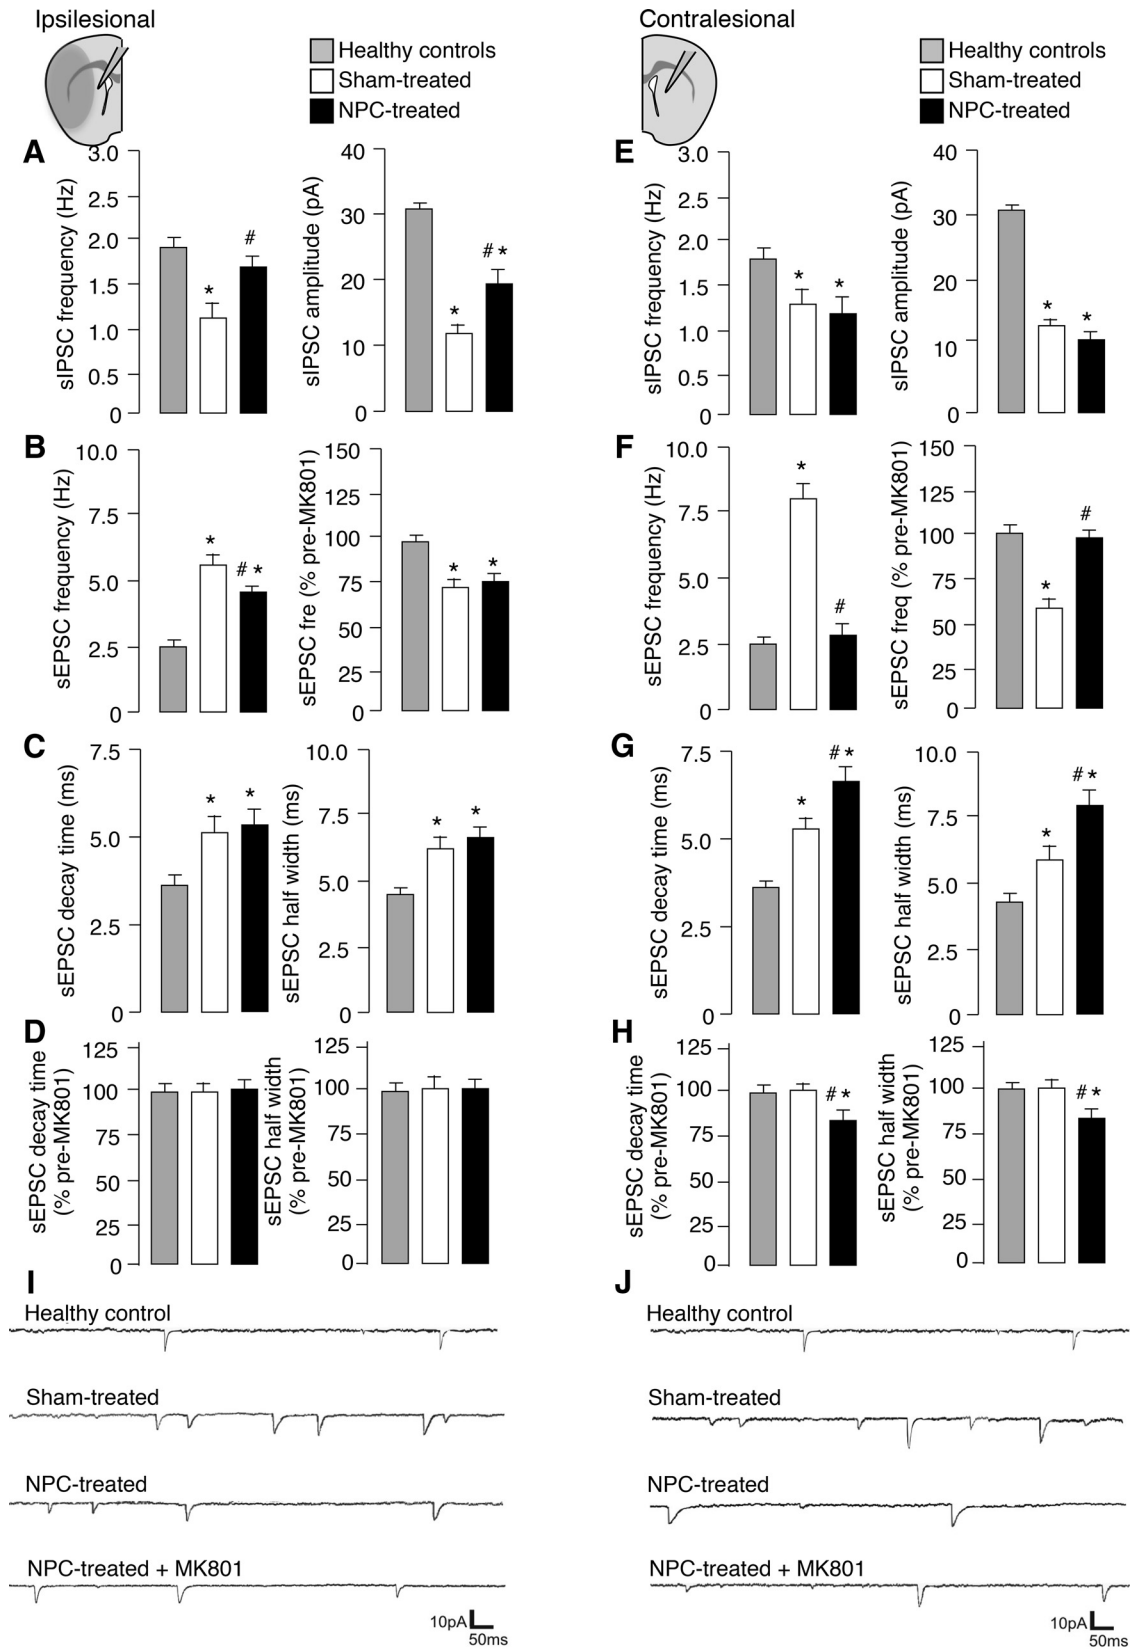 Ipsilesional
Healthy controls
Sham-treated
NPC-treated
Contralesional
Healthy controls
Sham-treated
NPC-treated
A
sIPSC frequency (Hz)
3.0
2.5
2.0
1.5
1.0
0.5
0
*
#
sIPSC amplitude (pA)
40
30
20
10
0
*
# *
E
sIPSC frequency (Hz)
3.0
2.5
2.0
1.5
1.0
0.5
0
*
*
sIPSC amplitude (pA)
40
30
20
10
0
*
*
B
sEPSC frequency (Hz)
10.0
7.5
5.0
2.5
0
*
# *
sEPSC fre (% pre-MK801)
150
125
100
75
50
25
0
*
*
F
sEPSC frequency (Hz)
10.0
7.5
5.0
2.5
0
*
#
sEPSC freq (% pre-MK801)
150
125
100
75
50
25
0
*
#
C
sEPSC decay time (ms)
7.5
5.0
2.5
0
*
*
sEPSC half width (ms)
10.0
7.5
5.0
2.5
0
*
*
G
sEPSC decay time (ms)
7.5
5.0
2.5
0
*
# *
sEPSC half width (ms)
10.0
7.5
5.0
2.5
0
*
# *
D
sEPSC decay time
(% pre-MK801)
125
100
75
50
25
0
sEPSC half width
(% pre-MK801)
125
100
75
50
25
0
H
sEPSC decay time
(% pre-MK801)
125
100
75
50
25
0
# *
sEPSC half width
(% pre-MK801)
125
100
75
50
25
0
# *
I
Healthy control
Sham-treated
NPC-treated
NPC-treated + MK801
10pA
50ms
J
Healthy control
Sham-treated
NPC-treated
NPC-treated + MK801
10pA
50ms